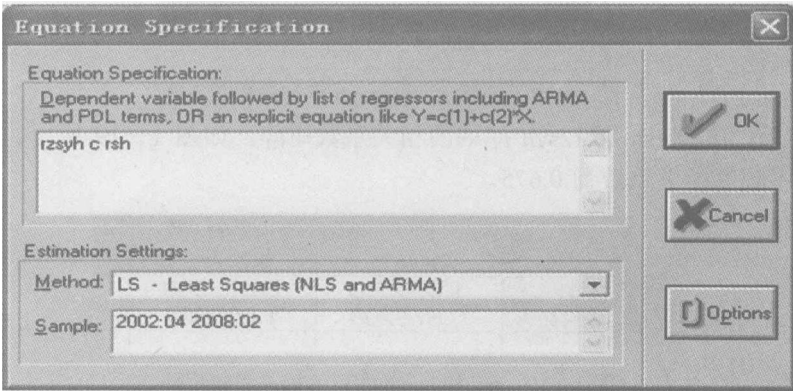 Equation Specification
Equation Specification:
Dependent variable followed by list of regressors including ARMA
and PDL terms, OR an explicit equation like Y=c(1)+c(2)*X.
rzsyh c rsh
OK
Cancel
Estimation Settings:
Method: LS - Least Squares (NLS and ARMA)
Sample: 2002:04 2008:02
Options